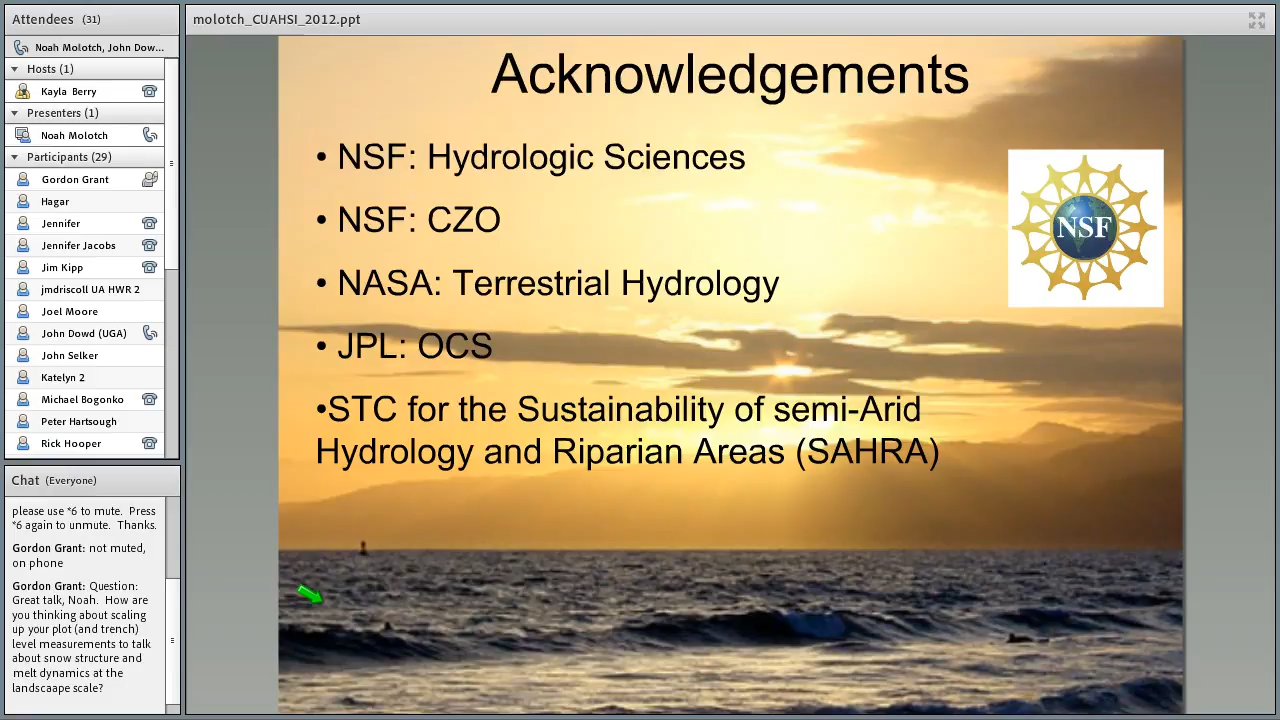 Attendees (31)
Noah Molotch, John Dow...
Hosts (1)
Kayla Berry
Presenters (1)
Noah Molotch
Participants (29)
Gordon Grant
Hagar
Jennifer
Jennifer Jacobs
Jim Kipp
jmdriscoll UA HWR 2
Joel Moore
John Dowd (UGA)
John Selker
Katelyn 2
Michael Bogonko
Peter Hartsough
Rick Hooper
Chat (Everyone)
please use *6 to mute. Press
*6 again to unmute. Thanks.
Gordon Grant: not muted,
on phone
Gordon Grant: Question:
Great talk, Noah. How are
you thinking about scaling
up your plot (and trench)
level measurements to talk
about snow structure and
melt dynamics at the
landscaape scale?
molotch_CUAHSI_2012.ppt
Acknowledgements
• NSF: Hydrologic Sciences
• NSF: CZO
• NASA: Terrestrial Hydrology
• JPL: OCS
•STC for the Sustainability of semi-Arid
Hydrology and Riparian Areas (SAHRA)
NSF